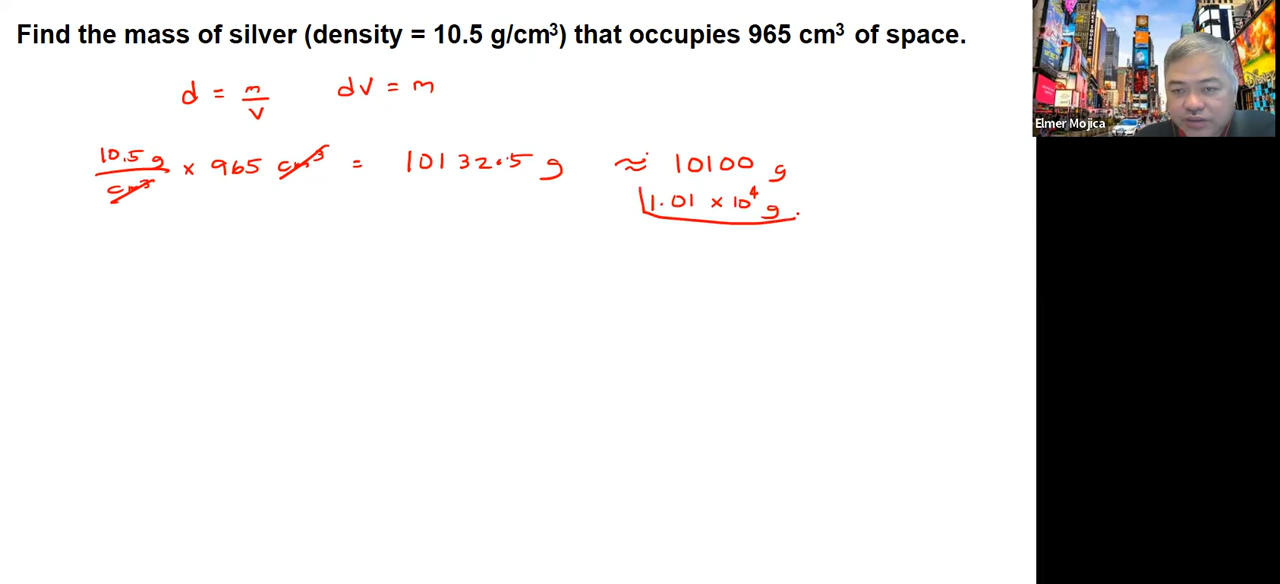 Find the mass of silver (density = 10.5 g/cm³) that occupies 965 cm³ of space.
d = m/v    dv = m
10.5 g/cm³ × 965 cm³ = 10132.5 g ≈ 10100 g
1.01 × 10⁴ g.
Elmer Mojica